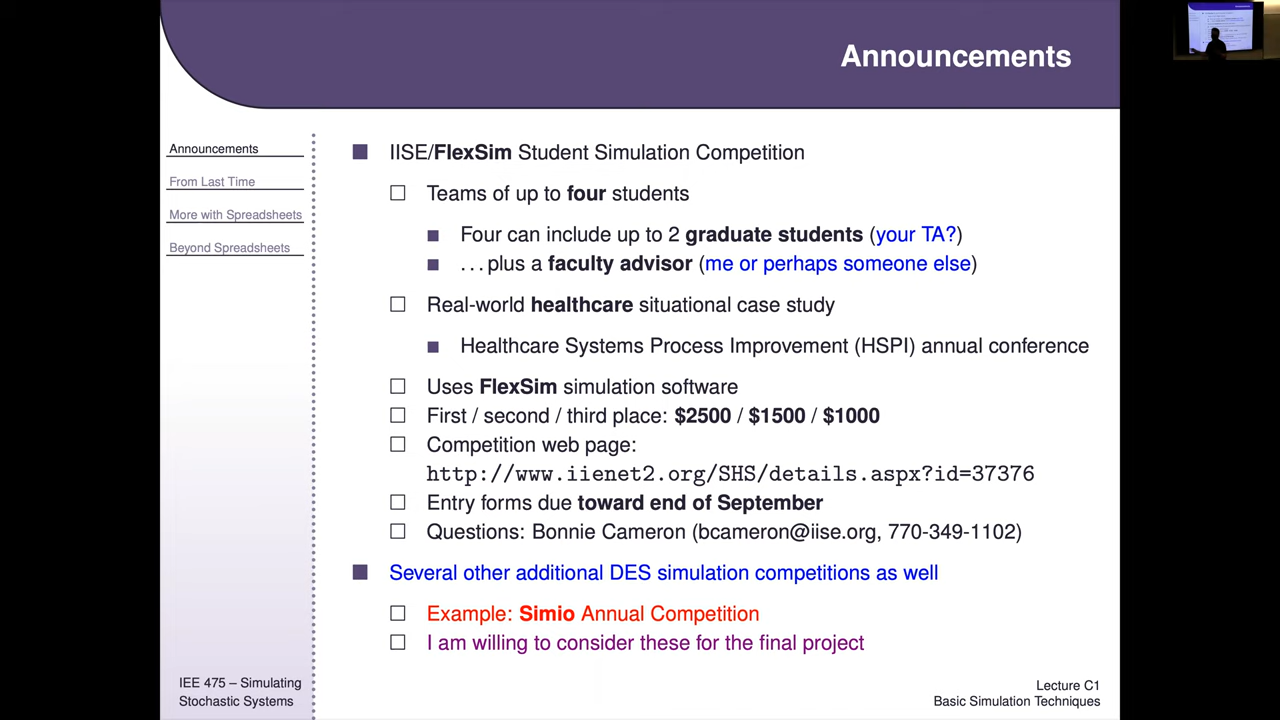 Announcements
Announcements
From Last Time
More with Spreadsheets
Beyond Spreadsheets
IISE/FlexSim Student Simulation Competition
Teams of up to four students
Four can include up to 2 graduate students (your TA?)
...plus a faculty advisor (me or perhaps someone else)
Real-world healthcare situational case study
Healthcare Systems Process Improvement (HSPI) annual conference
Uses FlexSim simulation software
First / second / third place: $2500 / $1500 / $1000
Competition web page:
http://www.iienet2.org/SHS/details.aspx?id=37376
Entry forms due toward end of September
Questions: Bonnie Cameron (bcameron@iise.org, 770-349-1102)
Several other additional DES simulation competitions as well
Example: Simio Annual Competition
I am willing to consider these for the final project
IEE 475 – Simulating
Stochastic Systems
Lecture C1
Basic Simulation Techniques